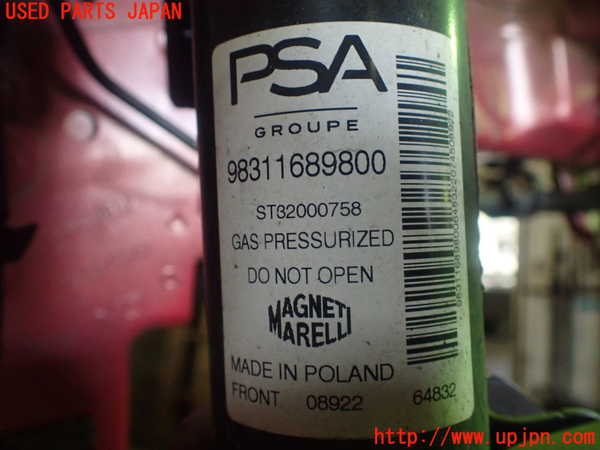 USED PARTS JAPAN
PSA
GROUPE
98311689800
ST32000758
GAS PRESSURIZED
DO NOT OPEN
MAGNETI
MARELLI
MADE IN POLAND
FRONT 08922 64832
http://www.upjpn.com/